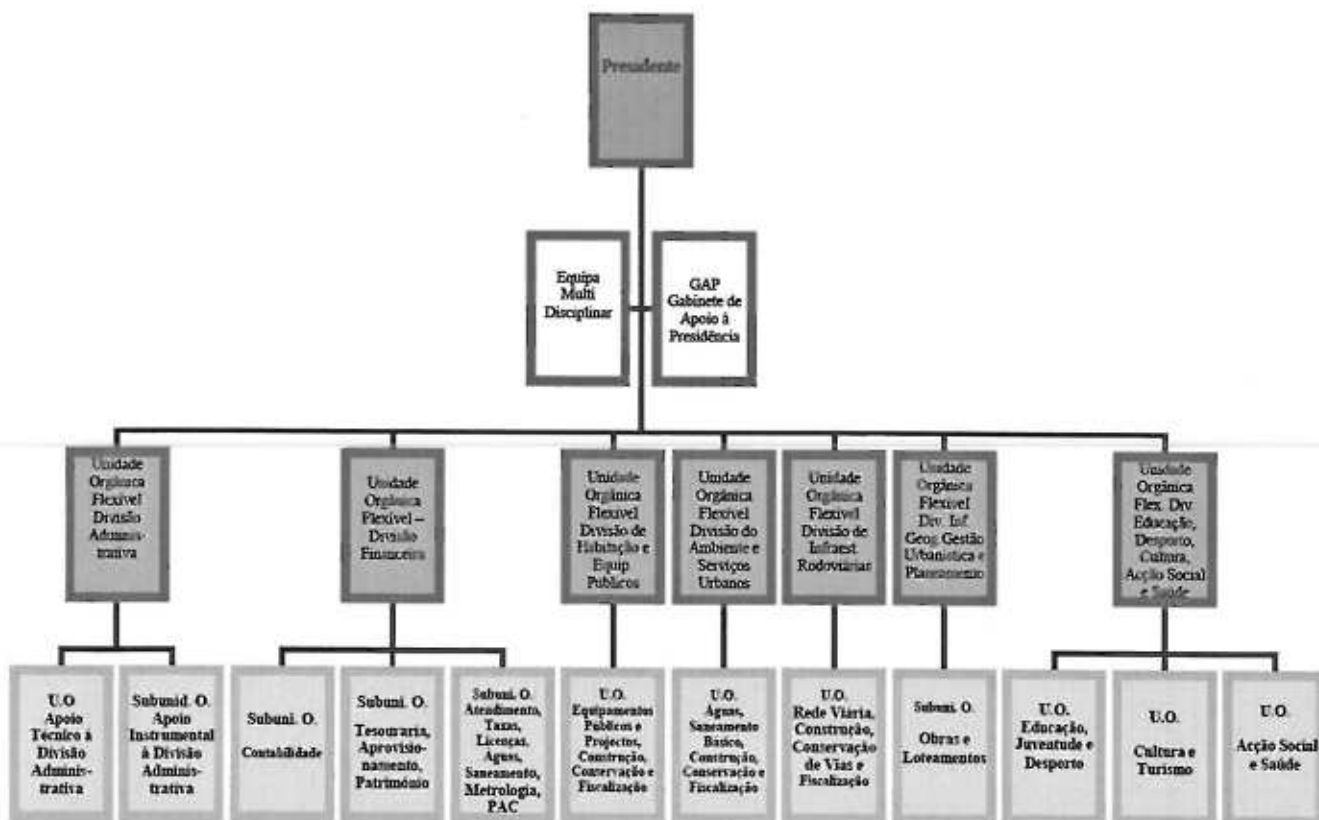 Presidente
Equipa
Multi
Disciplinar
GAP
Gabinete de
Apoio à
Presidência
Unidade
Orgânica
Flexível
Divisão
Adminis-
trativa
Unidade
Orgânica
Flexível –
Divisão
Financeira
Unidade
Orgânica
Flexível
Divisão de
Habitação e
Equip
Públicos
Unidade
Orgânica
Flexível
Divisão do
Ambiente e
Serviços
Urbanos
Unidade
Orgânica
Flexível
Divisão de
Infraest.
Rodoviárias
Unidade
Orgânica
Flexível
Div. Inf.
Geog. Gestão
Urbanística e
Planeamento
Unidade
Orgânica
Flex. Div.
Educação,
Desporto,
Cultura,
Acção Social
e Saúde
U.O
Apoio
Técnico à
Divisão
Adminis-
trativa
Subunid. O.
Apoio
Instrumental
à Divisão
Adminis-
trativa
Subuni. O.
Contabilidade
Subuni. O.
Tesouraria,
Aprovisio-
namento,
Património
Subuni. O.
Atendimento,
Taxas,
Licenças,
Aguas,
Saneamento,
Metrologia,
PAC
U.O.
Equipamentos
Públicos e
Projectos,
Construção,
Conservação e
Fiscalização
U.O.
Aguas,
Saneamento
Básico,
Construção,
Conservação e
Fiscalização
U.O.
Rede Viária,
Construção,
Conservação
de Vias e
Fiscalização
Subuni. O
Obras e
Loteamentos
U.O.
Educação,
Juventude e
Desporto
U.O.
Cultura e
Turismo
U.O.
Acção Social
e Saúde